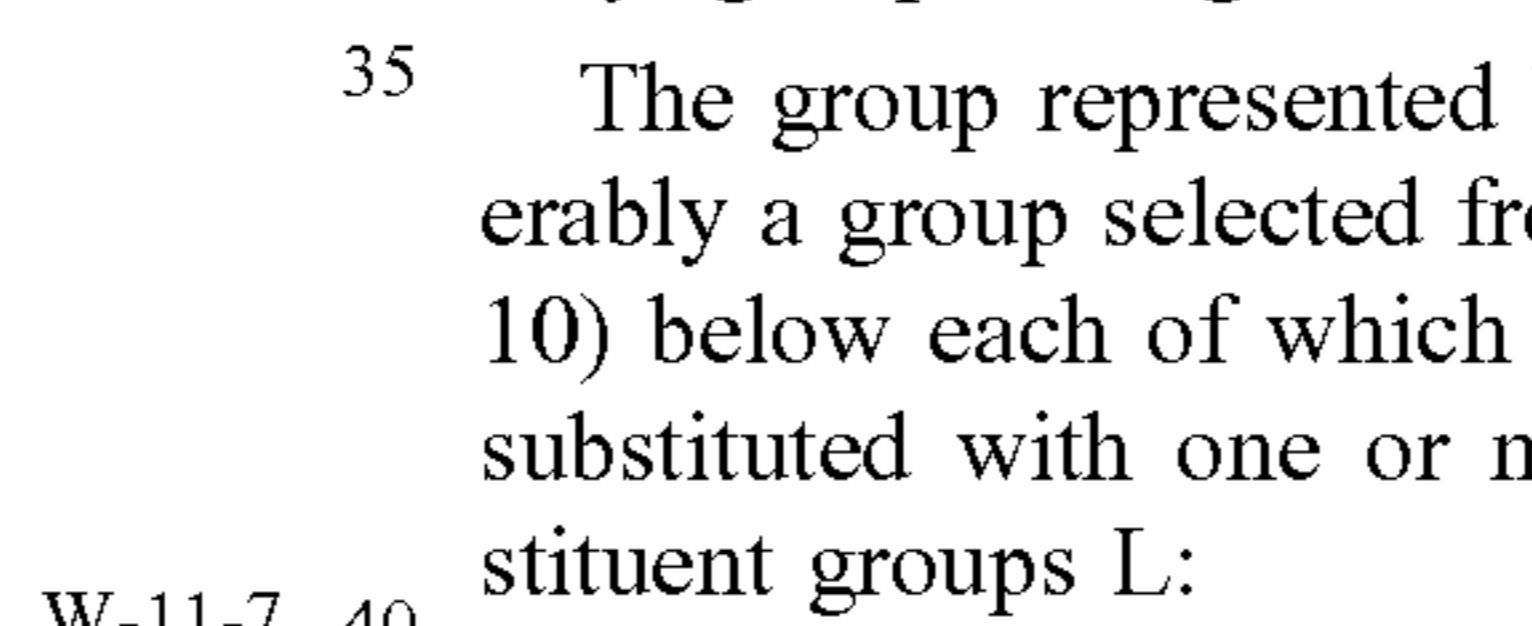 35
The group represented
erably a group selected
10) below each of which
substituted with one or
stituent groups L:
W-11-7 40